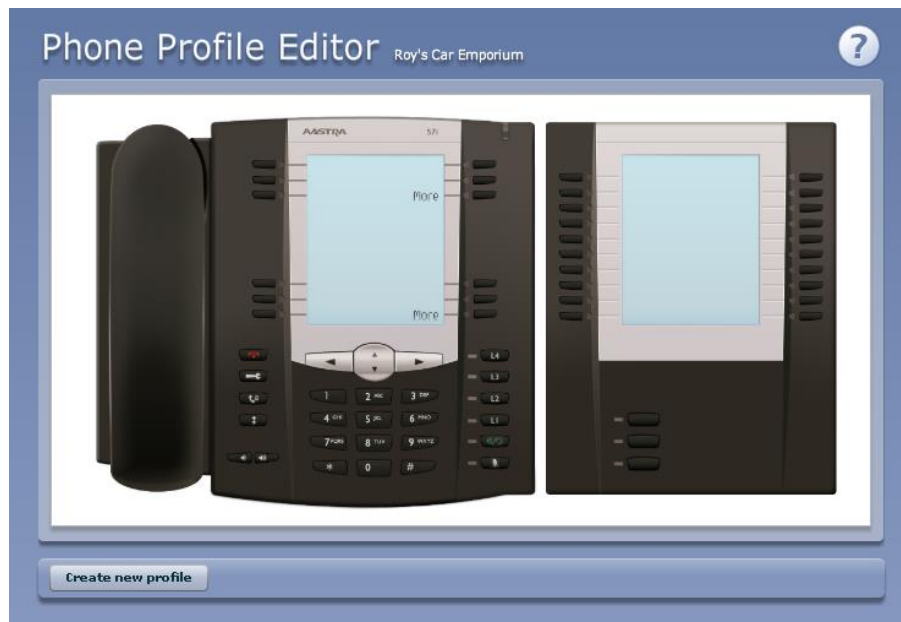 Phone Profile Editor Roy's Car Emporium
?
AASTRA 57i
More
More
L4
L3
1 2 ABC 3 DEF L2
4 GHI 5 JKL 6 MNO L1
7 PQRS 8 TUV 9 WXYZ
* 0 #
Create new profile